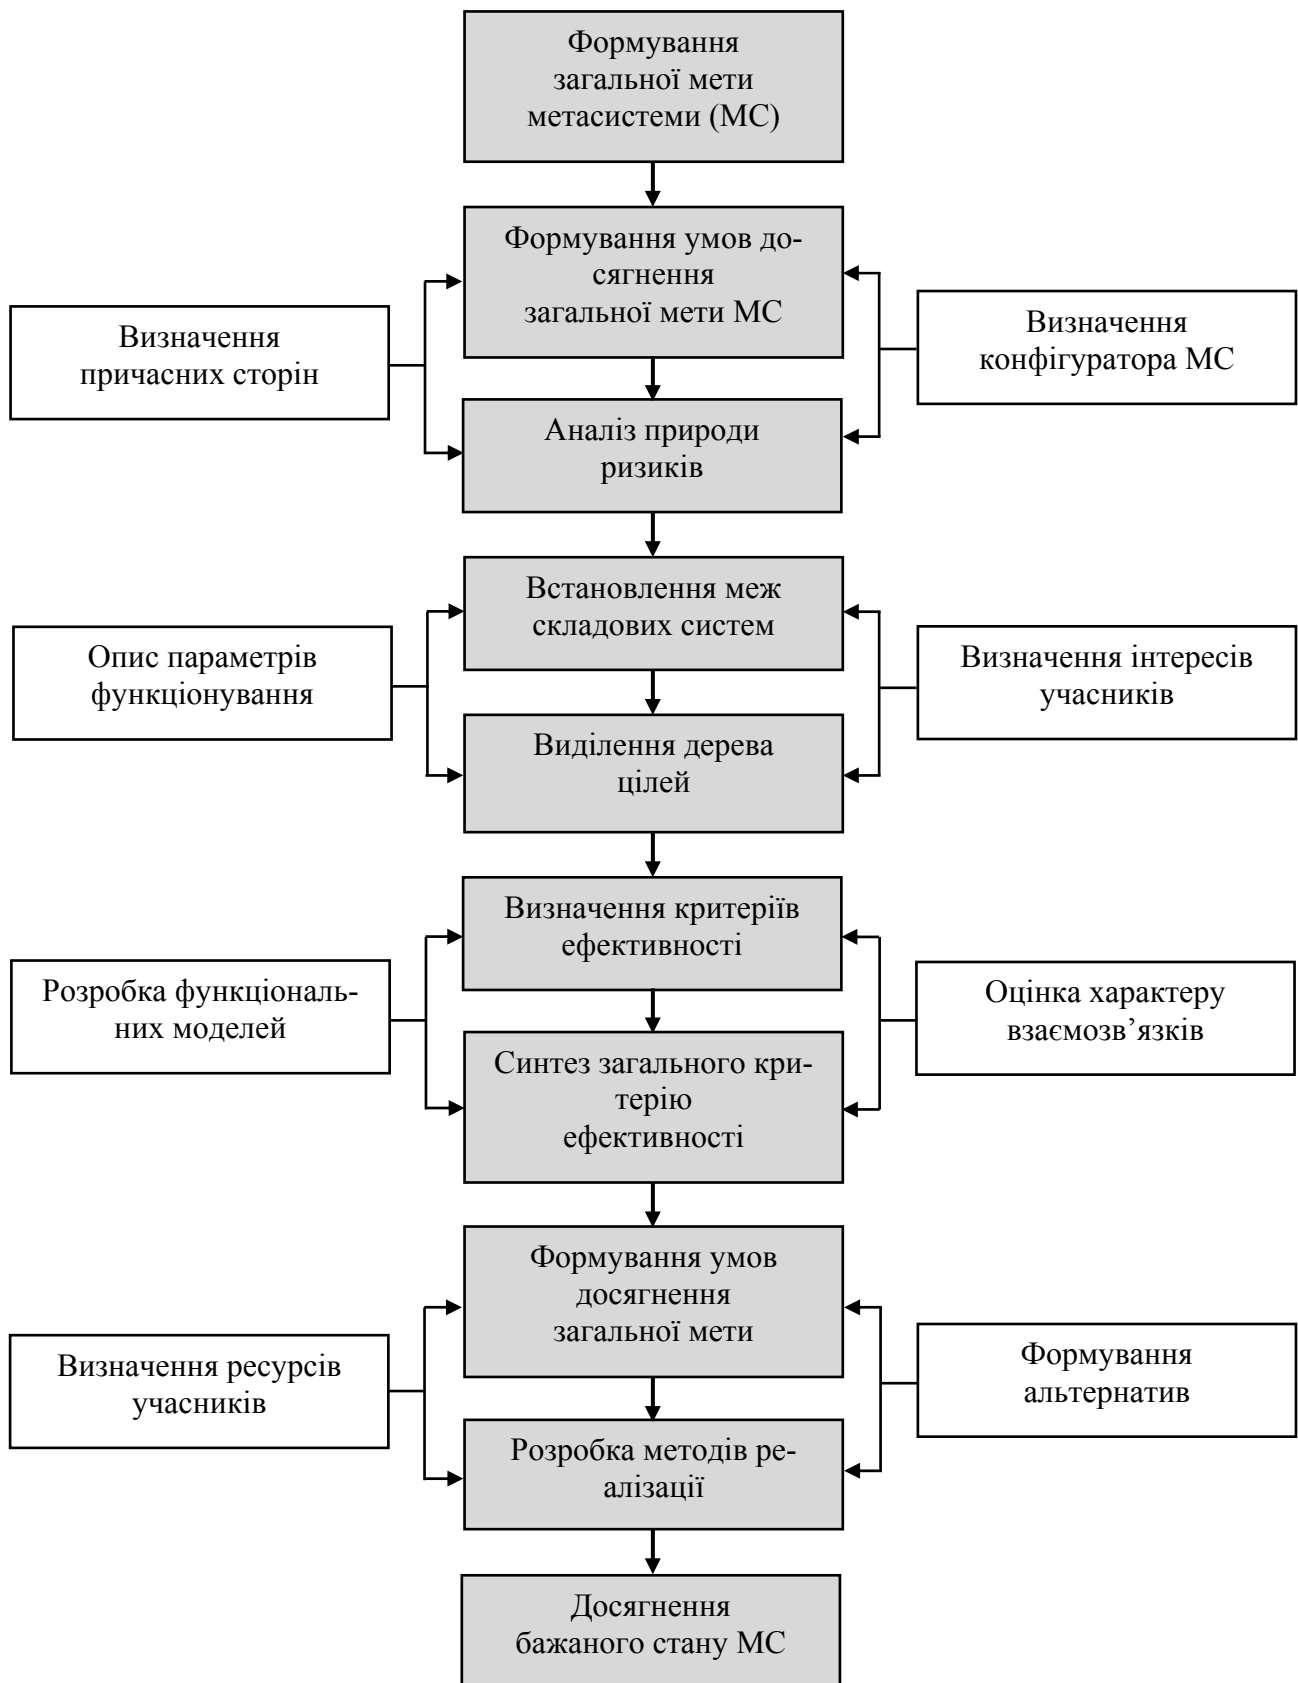 Формування
загальної мети
метасистеми (МС)
Формування умов до-
сягнення
загальної мети МС
Визначення
причасних сторін
Визначення
конфігуратора МС
Аналіз природи
ризиків
Встановлення меж
складових систем
Опис параметрів
функціонування
Визначення інтересів
учасників
Виділення дерева
цілей
Визначення критеріїв
ефективності
Розробка функціональ-
них моделей
Оцінка характеру
взаємозв’язків
Синтез загального кри-
терію
ефективності
Формування умов
досягнення
загальної мети
Визначення ресурсів
учасників
Формування
альтернатив
Розробка методів ре-
алізації
Досягнення
бажаного стану МС